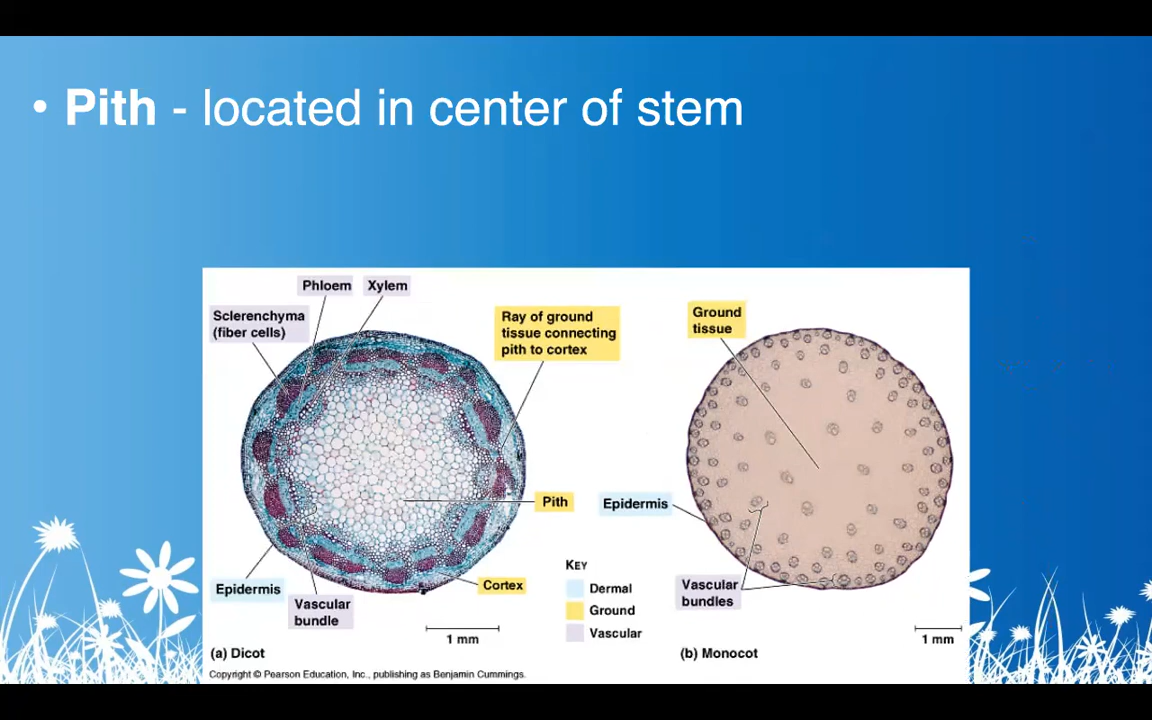 • Pith - located in center of stem
Phloem
Xylem
Sclerenchyma
(fiber cells)
Ray of ground
tissue connecting
pith to cortex
Ground
tissue
Pith
Epidermis
Epidermis
Cortex
Vascular
bundle
KEY
Dermal
Ground
Vascular
Vascular
bundles
1 mm
1 mm
(a) Dicot
(b) Monocot
Copyright © Pearson Education, Inc., publishing as Benjamin Cummings.